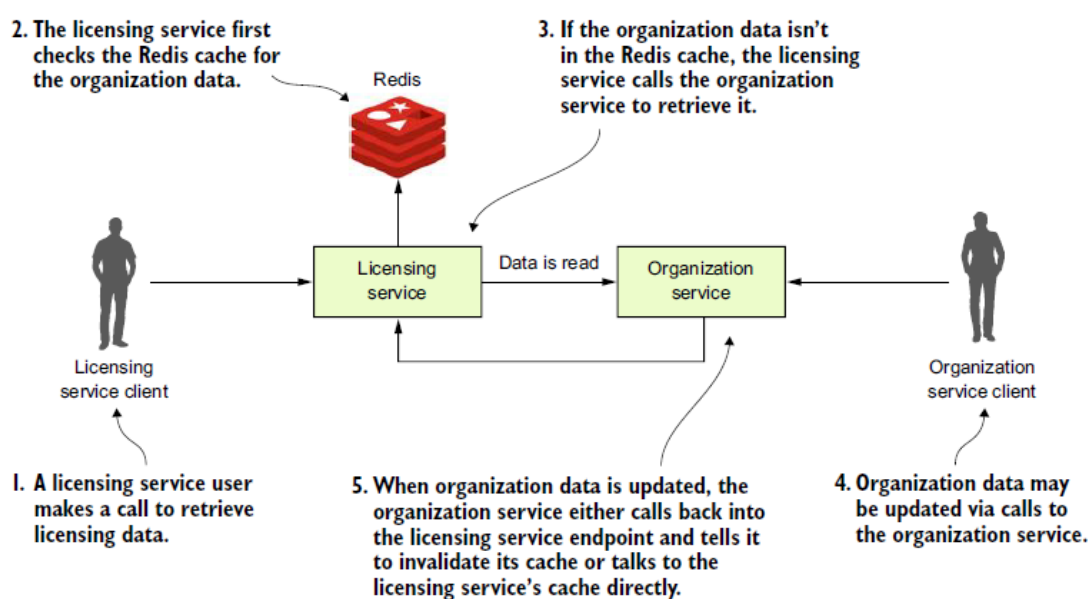 2. The licensing service first
checks the Redis cache for
the organization data.
3. If the organization data isn't
in the Redis cache, the licensing
service calls the organization
service to retrieve it.
Redis
Licensing
service
Data is read
Organization
service
Licensing
service client
Organization
service client
1. A licensing service user
makes a call to retrieve
licensing data.
5. When organization data is updated, the
organization service either calls back into
the licensing service endpoint and tells it
to invalidate its cache or talks to the
licensing service's cache directly.
4. Organization data may
be updated via calls to
the organization service.